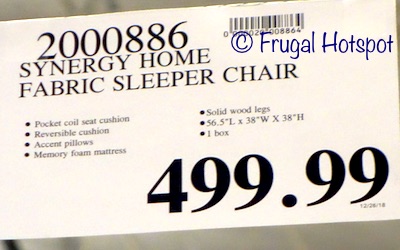 2000886
© Frugal Hotspot
SYNERGY HOME
FABRIC SLEEPER CHAIR
• Pocket coil seat cushion
• Reversible cushion
• Accent pillows
• Memory foam mattress
• Solid wood legs
• 56.5"L x 38"W X 38"H
• 1 box
499.99
12/26/18